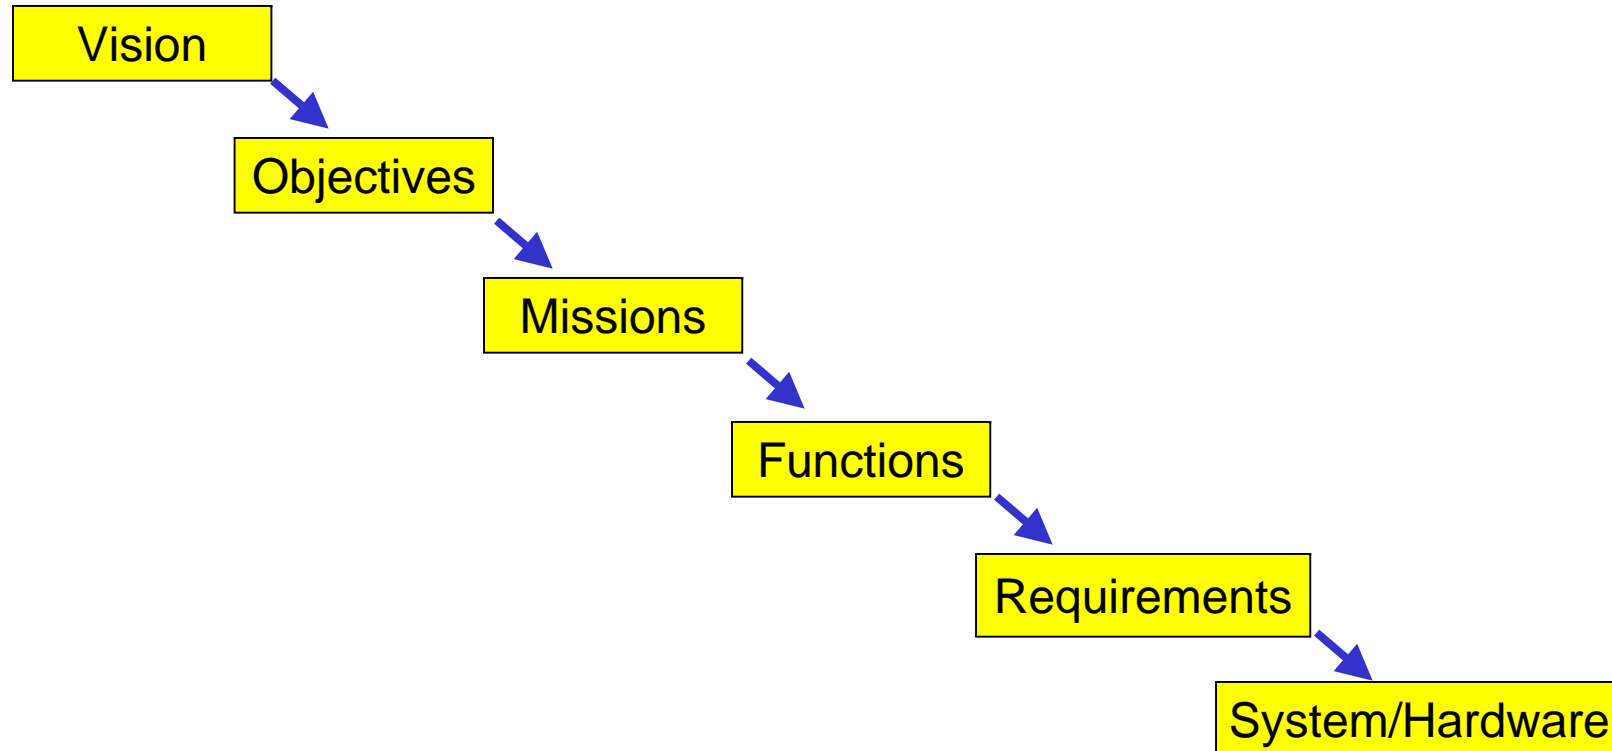 Vision
Objectives
Missions
Functions
Requirements
System/Hardware